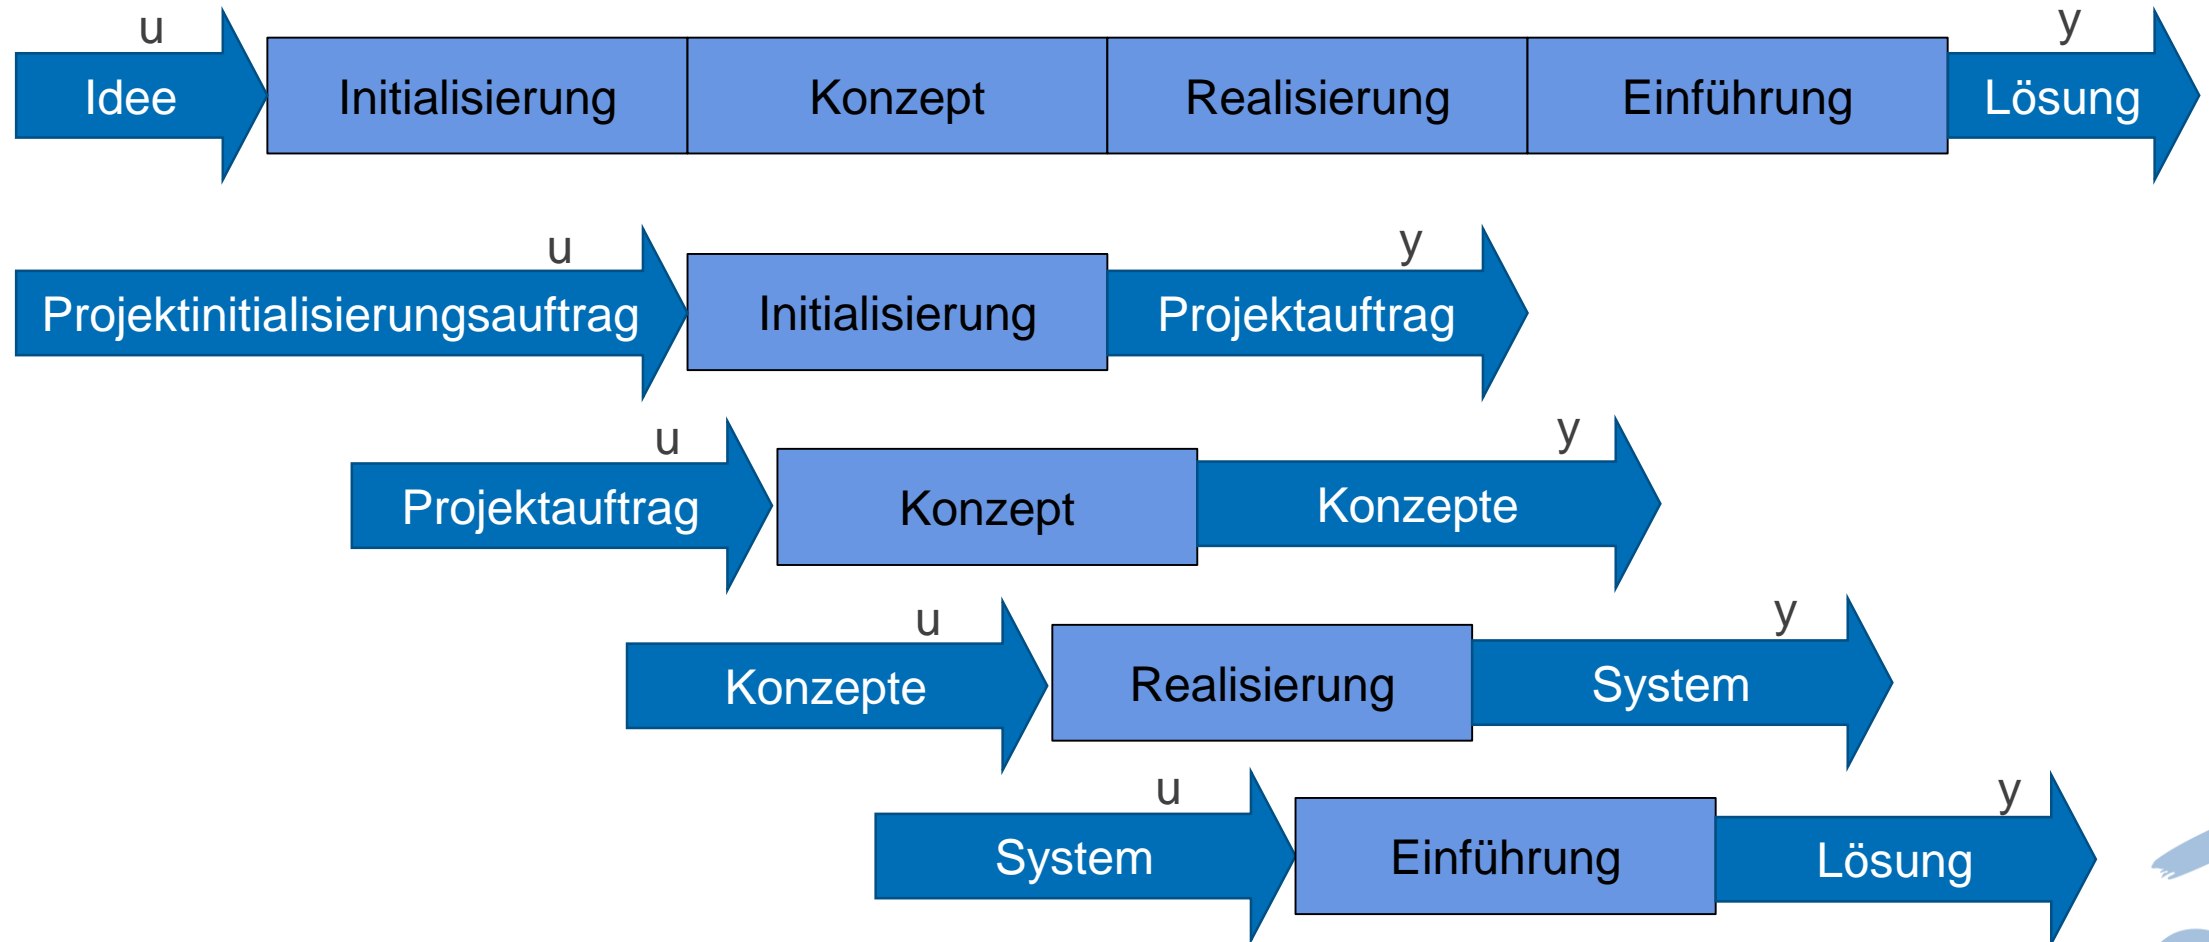 u
y
Idee
Initialisierung
Konzept
Realisierung
Einführung
Lösung
u
y
Projektinitialisierungsauftrag
Initialisierung
Projektauftrag
u
y
Projektauftrag
Konzept
Konzepte
u
y
Konzepte
Realisierung
System
u
y
System
Einführung
Lösung